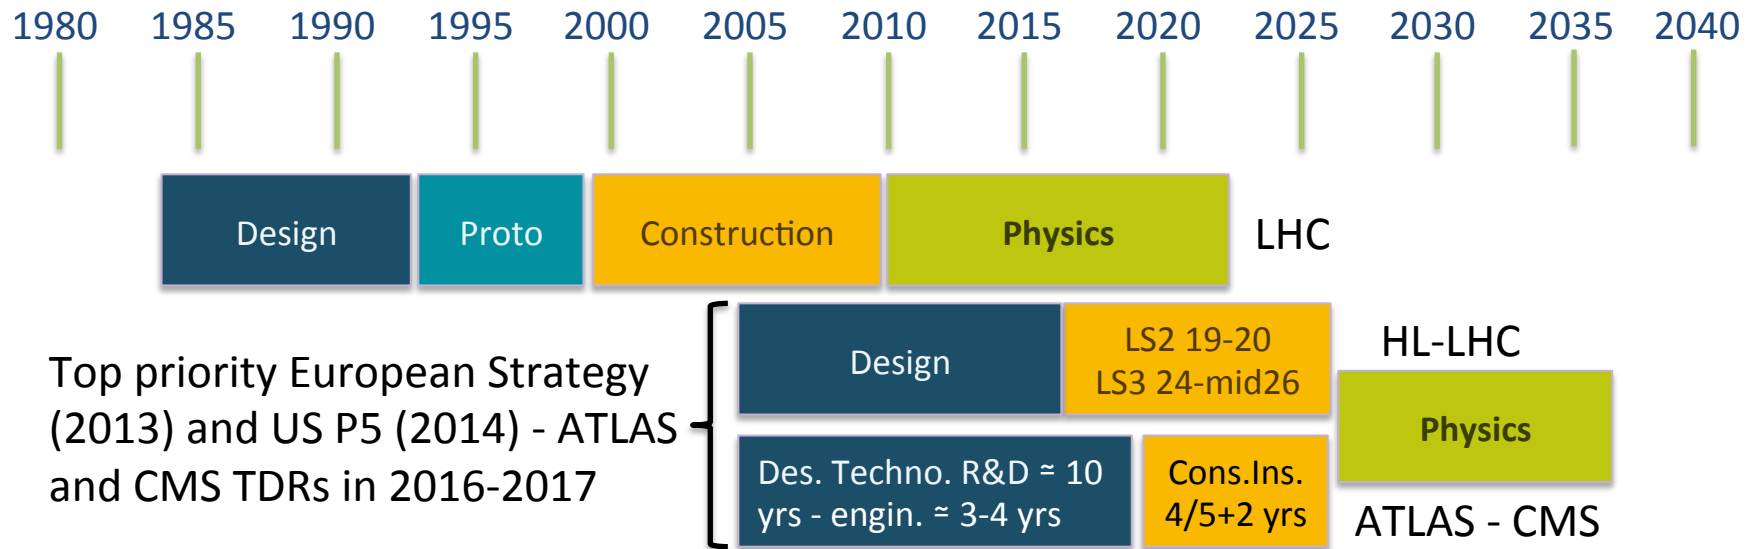 1980 1985 1990 1995 2000 2005 2010 2015 2020 2025 2030 2035 2040
Design Proto Construction Physics LHC
Top priority European Strategy
(2013) and US P5 (2014) - ATLAS
and CMS TDRs in 2016-2017
Design
LS2 19-20
LS3 24-mid26
HL-LHC
Des. Techno. R&D ≃ 10
yrs - engin. ≃ 3-4 yrs
Cons.Ins.
4/5+2 yrs
Physics
ATLAS - CMS